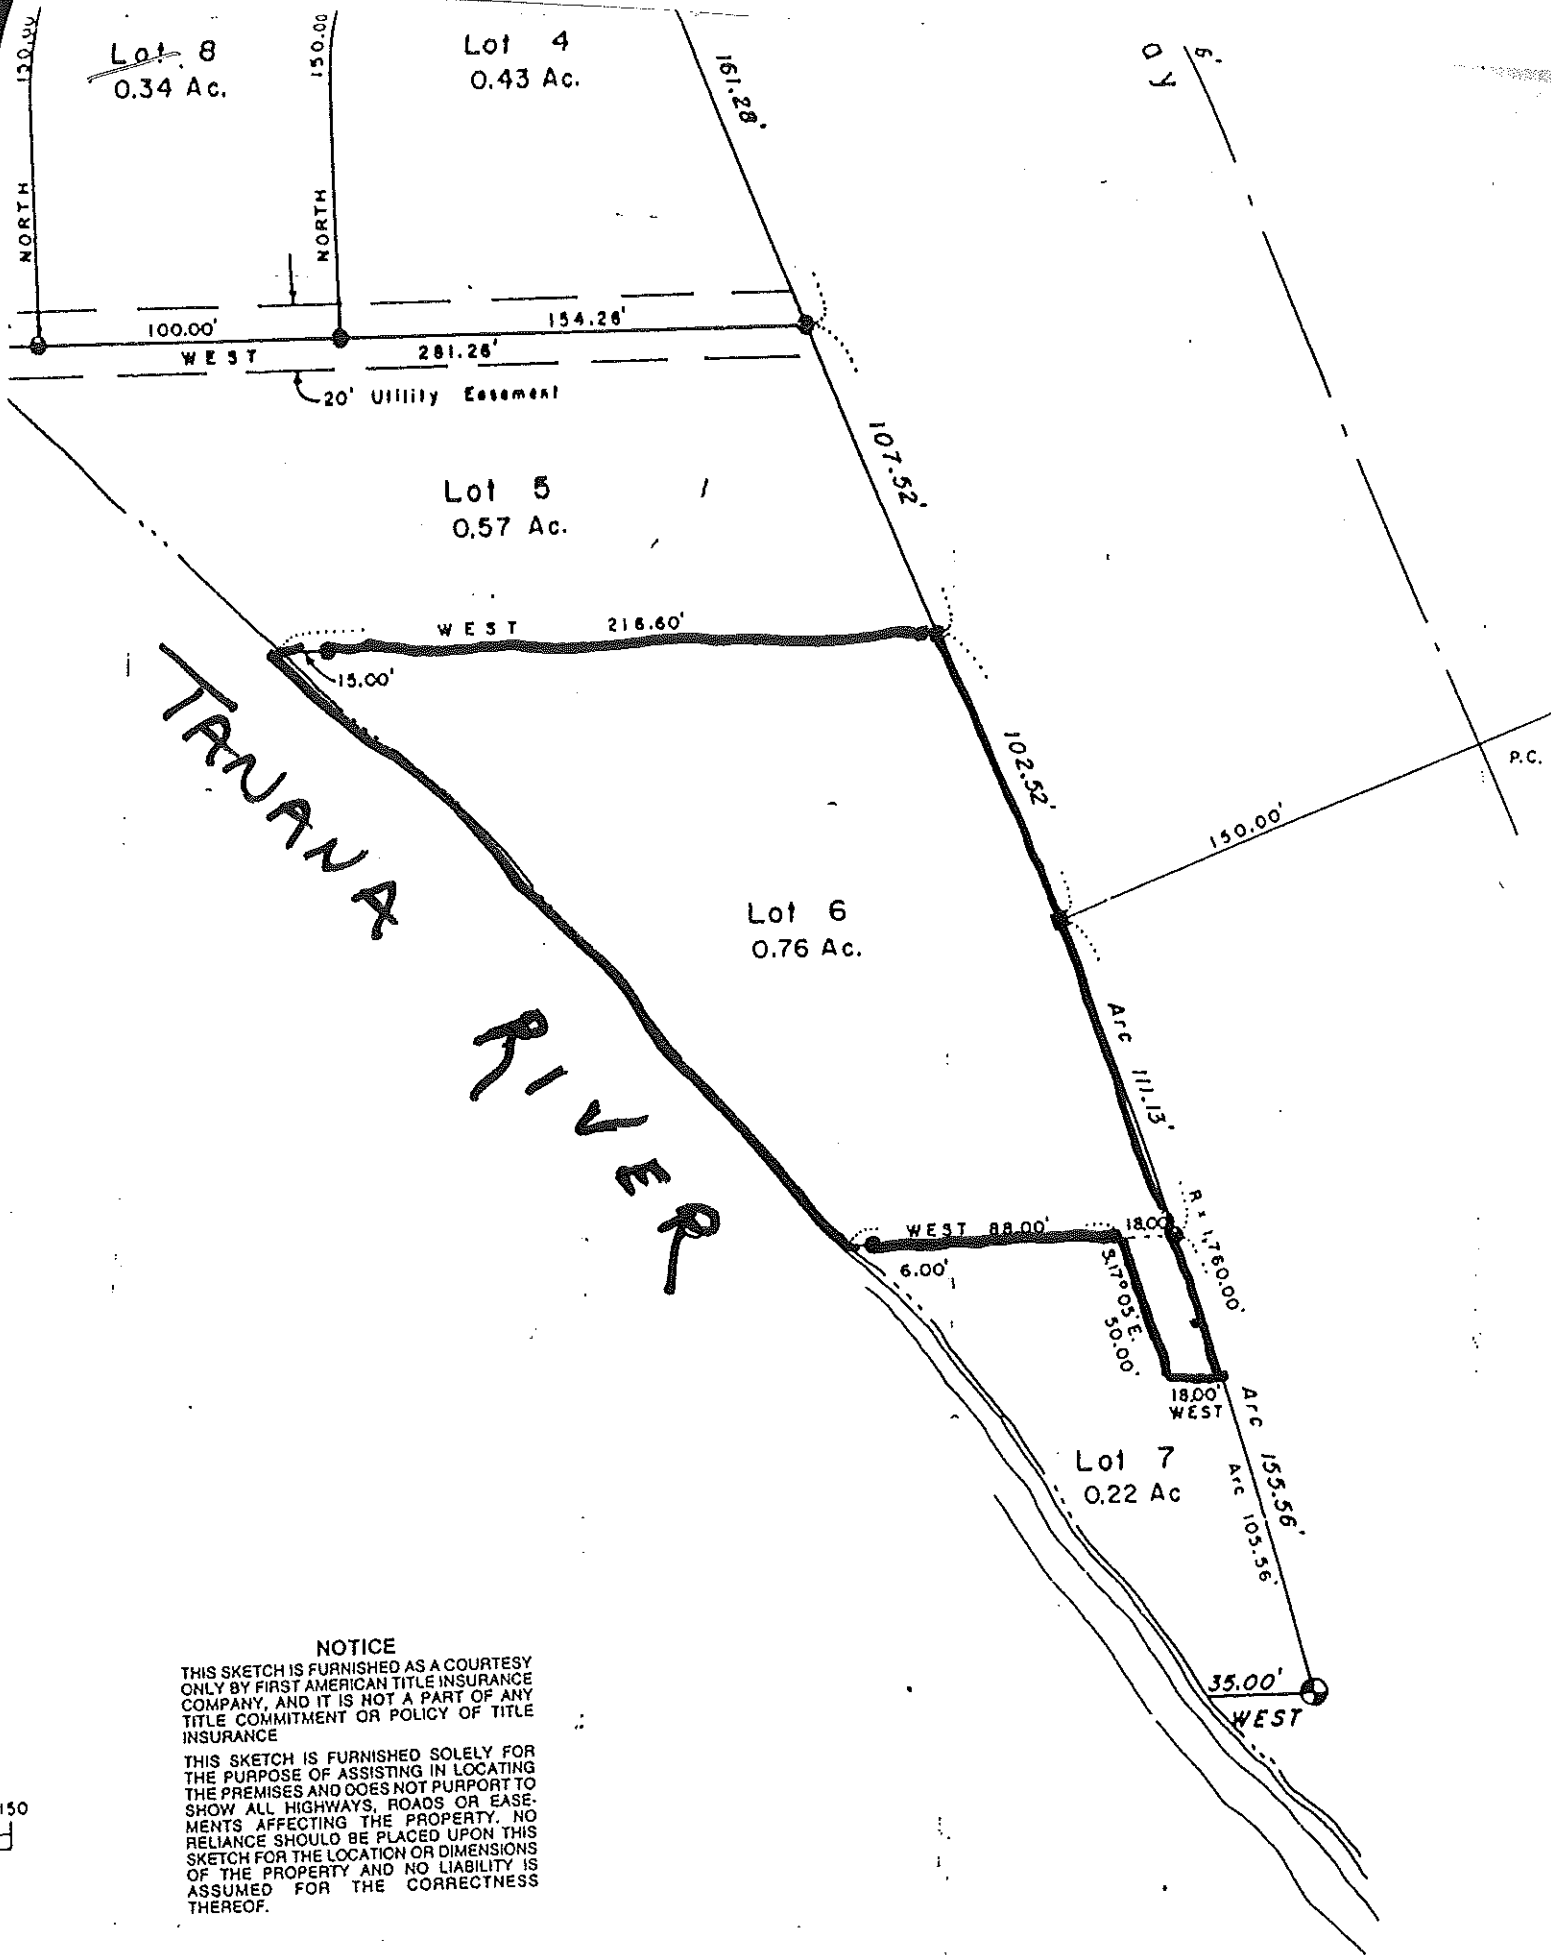 Lot 8
0.34 Ac.
150.00
NORTH
150.00
NORTH
Lot 4
0.43 Ac.
161.28'
ay
6'
100.00'
154.26'
WEST
281.26'
20' Utility Easement
107.52'
Lot 5
0.57 Ac.
WEST 216.60'
15.00'
TANANA
RIVER
102.52'
P.C.
150.00'
Lot 6
0.76 Ac.
Arc 111.13'
R = 1,760.00'
WEST 88.00'
18.00'
6.00'
S.17°05'E.
50.00'
18.00'
WEST
Arc 155.56'
Arc 105.56'
Lot 7
0.22 Ac
35.00'
WEST
150
NOTICE
THIS SKETCH IS FURNISHED AS A COURTESY
ONLY BY FIRST AMERICAN TITLE INSURANCE
COMPANY, AND IT IS NOT A PART OF ANY
TITLE COMMITMENT OR POLICY OF TITLE
INSURANCE
THIS SKETCH IS FURNISHED SOLELY FOR
THE PURPOSE OF ASSISTING IN LOCATING
THE PREMISES AND DOES NOT PURPORT TO
SHOW ALL HIGHWAYS, ROADS OR EASE-
MENTS AFFECTING THE PROPERTY. NO
RELIANCE SHOULD BE PLACED UPON THIS
SKETCH FOR THE LOCATION OR DIMENSIONS
OF THE PROPERTY AND NO LIABILITY IS
ASSUMED FOR THE CORRECTNESS
THEREOF.